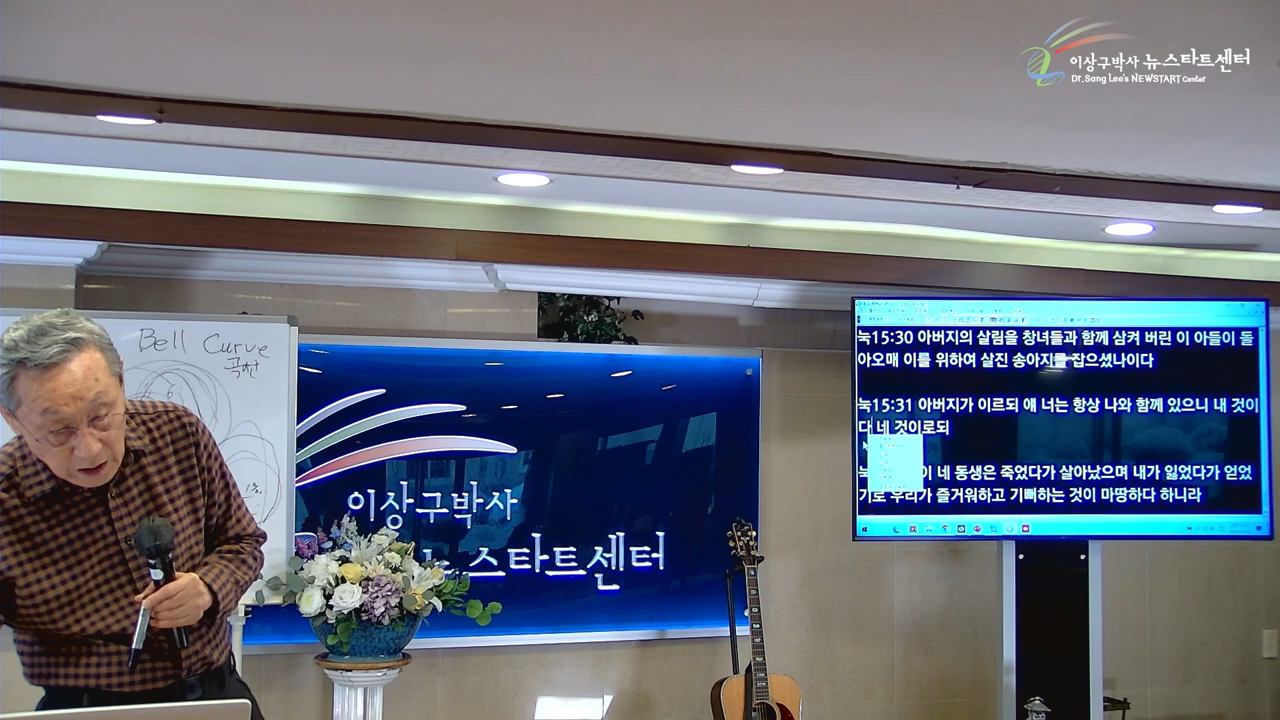 이상구박사 뉴스타트센터
Dr. Sang Lee's NEWSTART Center
Bell Curve
곡선
이상구박사
뉴스타트센터
눅15:30 아버지의 살림을 창녀들과 함께 삼켜 버린 이 아들이 돌
아오매 이를 위하여 살진 송아지를 잡으셨나이다
눅15:31 아버지가 이르되 얘 너는 항상 나와 함께 있으니 내 것이
다 네 것이로되
이 네 동생은 죽었다가 살아났으며 내가 잃었다가 얻었
기로 우리가 즐거워하고 기뻐하는 것이 마땅하다 하니라